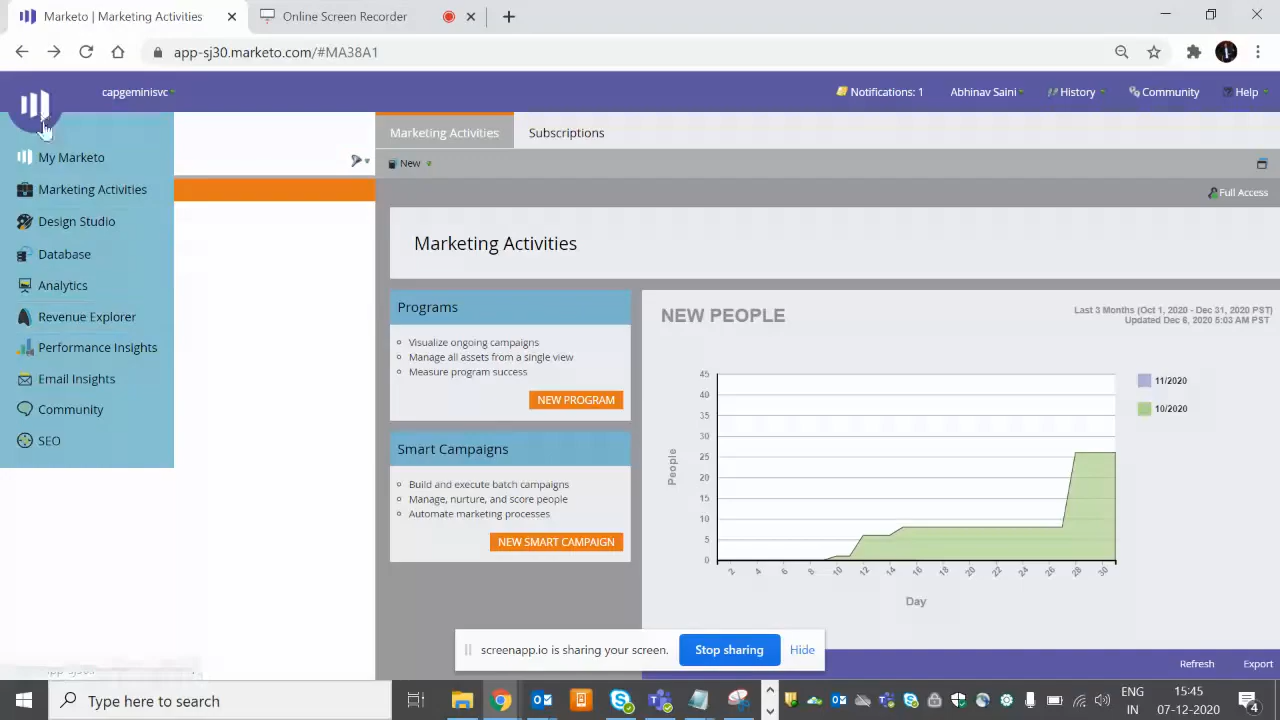 Marketo | Marketing Activities
Online Screen Recorder
app-sj30.marketo.com/#MA38A1
capgeminisvc
Notifications: 1
Abhinav Saini
History
Community
Help
My Marketo
Marketing Activities
Design Studio
Database
Analytics
Revenue Explorer
Performance Insights
Email Insights
Community
SEO
Marketing Activities
Subscriptions
New
Full Access
Marketing Activities
Programs
Visualize ongoing campaigns
Manage all assets from a single view
Measure program success
NEW PROGRAM
Smart Campaigns
Build and execute batch campaigns
Manage, nurture, and score people
Automate marketing processes
NEW SMART CAMPAIGN
NEW PEOPLE
Last 3 Months (Oct 1, 2020 - Dec 31, 2020 PST)
Updated Dec 6, 2020 5:03 AM PST
45
40
35
30
25
20
15
10
5
0
People
2 4 6 8 10 12 14 16 18 20 22 24 26 28 30
Day
11/2020
10/2020
screenapp.io is sharing your screen.
Stop sharing
Hide
Refresh
Export
Type here to search
ENG
IN
15:45
07-12-2020
4